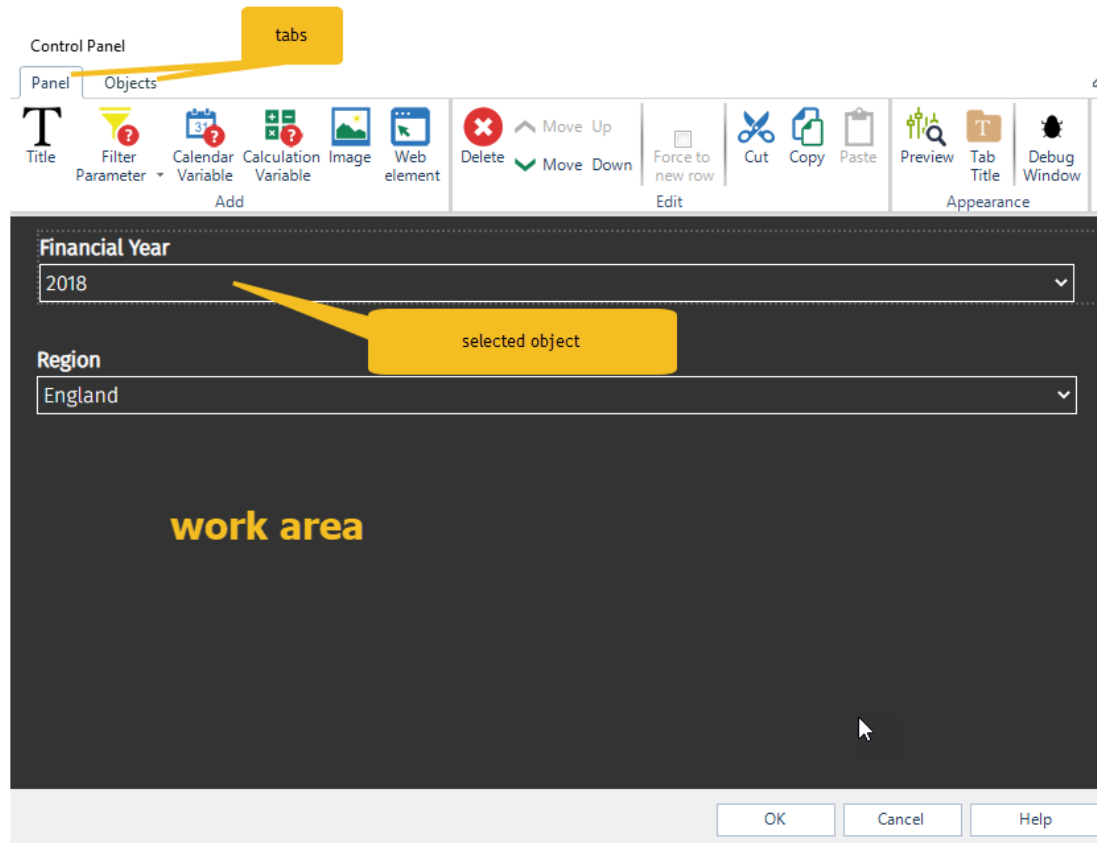 tabs
Control Panel
Panel Objects
Title Filter Parameter Calendar Variable Calculation Variable Image Web element
Add
Delete Move Up Move Down Force to new row Cut Copy Paste
Edit
Preview Tab Title Debug Window
Appearance
Financial Year
2018
selected object
Region
England
work area
OK Cancel Help